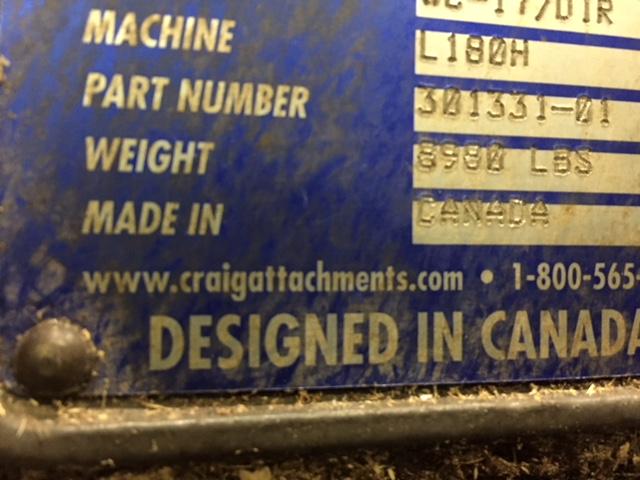 MACHINE L180H
PART NUMBER 301331-01
WEIGHT 8980 LBS
MADE IN CANADA
www.craigattachments.com • 1-800-565-
DESIGNED IN CANADA